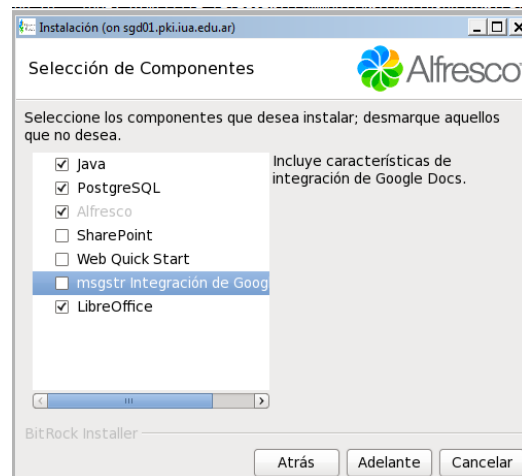 Instalación (on sgd01.pki.iua.edu.ar)
Selección de Componentes
Alfresco
Seleccione los componentes que desea instalar; desmarque aquellos
que no desea.
Java
PostgreSQL
Alfresco
SharePoint
Web Quick Start
msgstr Integración de Goog
LibreOffice
Incluye características de
integración de Google Docs.
BitRock Installer
Atrás
Adelante
Cancelar